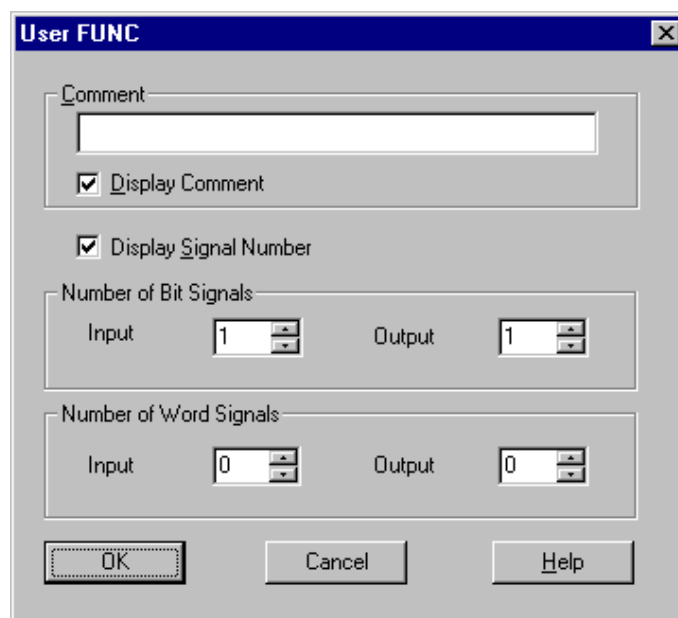 User FUNC
Comment
Display Comment
Display Signal Number
Number of Bit Signals
Input 1 Output 1
Number of Word Signals
Input 0 Output 0
OK Cancel Help